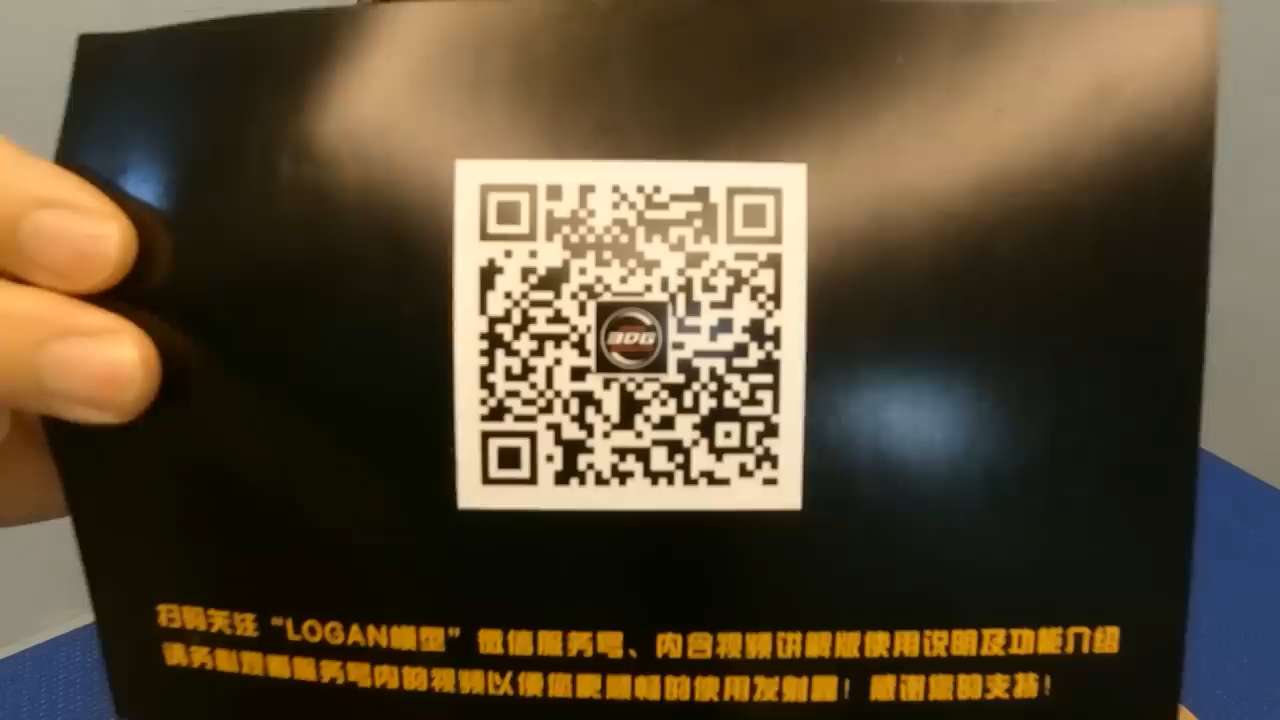 3DG
扫码关注“LOGAN模型”微信服务号、内含视频讲解版使用说明及功能介绍
请务必观看服务号内的视频以便您更顺畅的使用发射器！感谢您的支持！